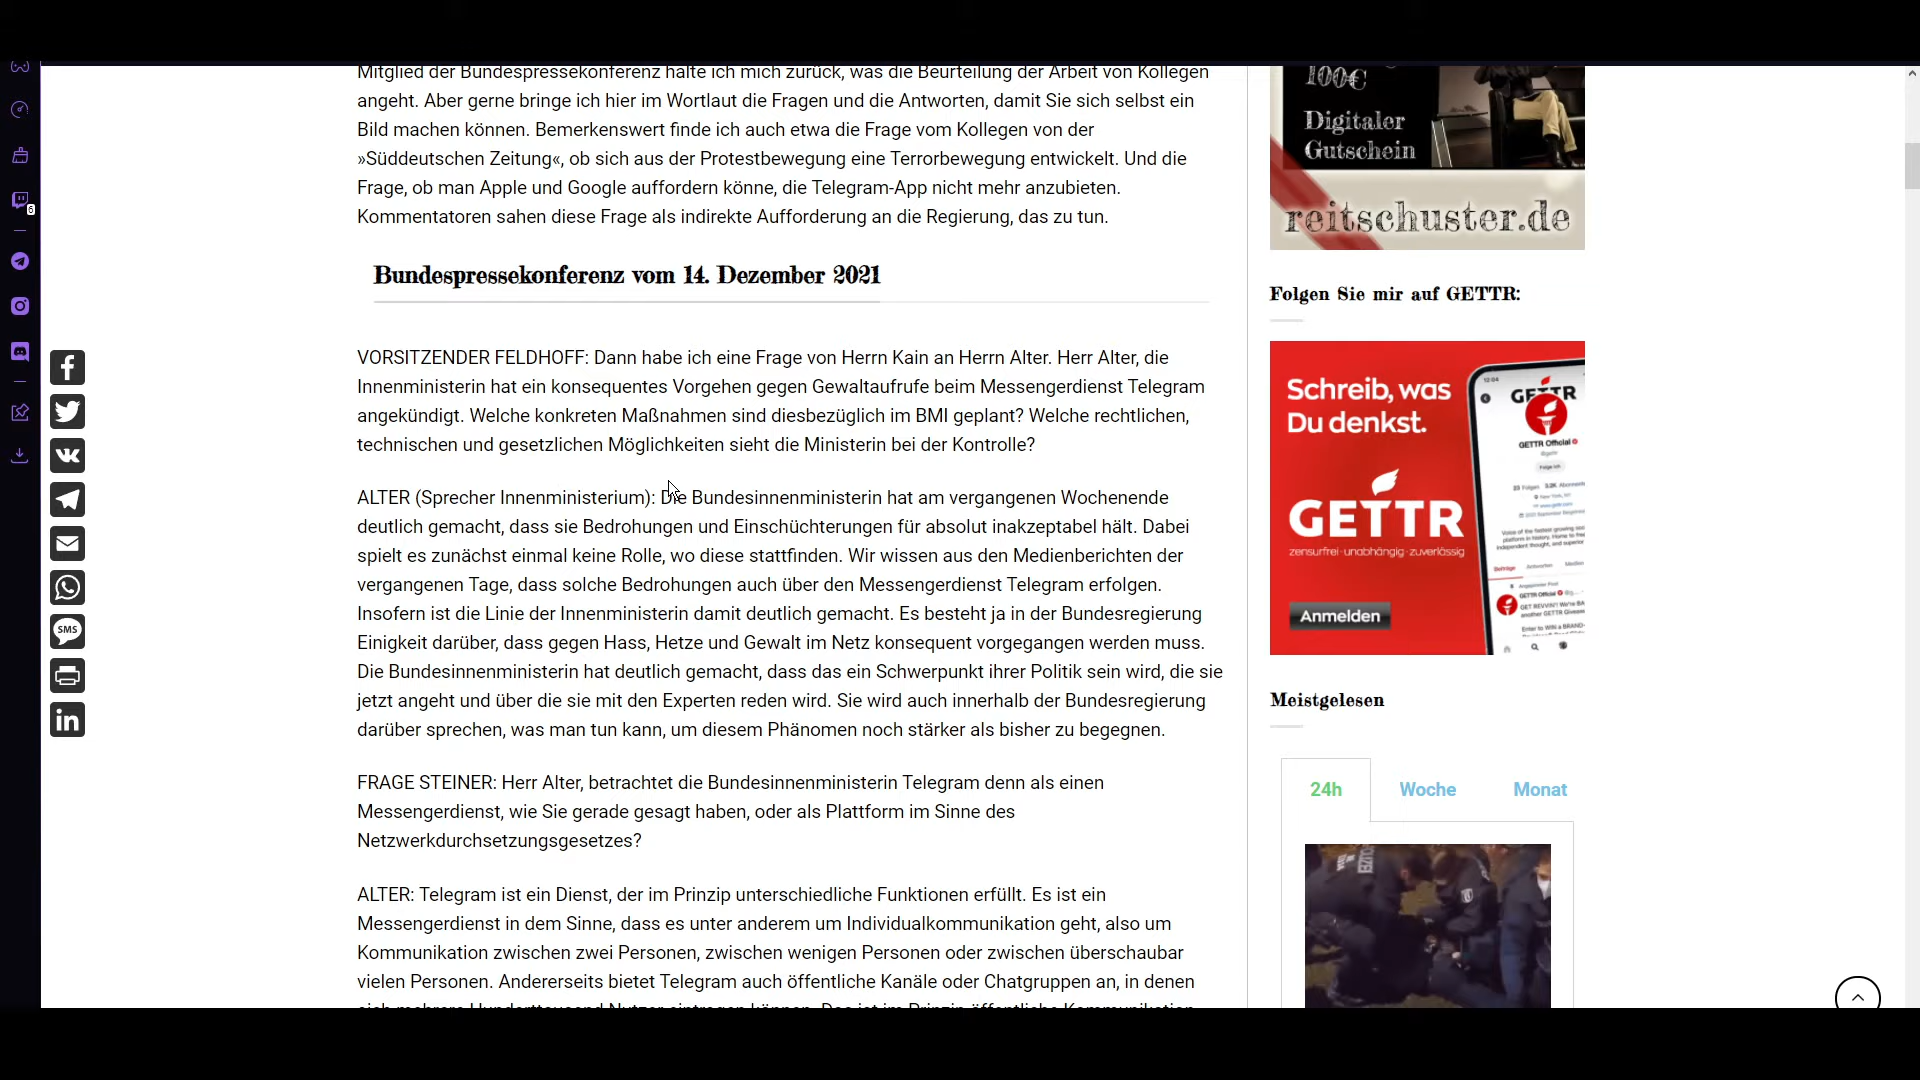 Mitglied der Bundespressekonferenz halte ich mich zurück, was die Beurteilung der Arbeit von Kollegen
angeht. Aber gerne bringe ich hier im Wortlaut die Fragen und die Antworten, damit Sie sich selbst ein
Bild machen können. Bemerkenswert finde ich auch etwa die Frage vom Kollegen von der
»Süddeutschen Zeitung«, ob sich aus der Protestbewegung eine Terrorbewegung entwickelt. Und die
Frage, ob man Apple und Google auffordern könne, die Telegram-App nicht mehr anzubieten.
Kommentatoren sahen diese Frage als indirekte Aufforderung an die Regierung, das zu tun.
Bundespressekonferenz vom 14. Dezember 2021
VORSITZENDER FELDHOFF: Dann habe ich eine Frage von Herrn Kain an Herrn Alter. Herr Alter, die
Innenministerin hat ein konsequentes Vorgehen gegen Gewaltaufrufe beim Messengerdienst Telegram
angekündigt. Welche konkreten Maßnahmen sind diesbezüglich im BMI geplant? Welche rechtlichen,
technischen und gesetzlichen Möglichkeiten sieht die Ministerin bei der Kontrolle?
ALTER (Sprecher Innenministerium): Die Bundesinnenministerin hat am vergangenen Wochenende
deutlich gemacht, dass sie Bedrohungen und Einschüchterungen für absolut inakzeptabel hält. Dabei
spielt es zunächst einmal keine Rolle, wo diese stattfinden. Wir wissen aus den Medienberichten der
vergangenen Tage, dass solche Bedrohungen auch über den Messengerdienst Telegram erfolgen.
Insofern ist die Linie der Innenministerin damit deutlich gemacht. Es besteht ja in der Bundesregierung
Einigkeit darüber, dass gegen Hass, Hetze und Gewalt im Netz konsequent vorgegangen werden muss.
Die Bundesinnenministerin hat deutlich gemacht, dass das ein Schwerpunkt ihrer Politik sein wird, die sie
jetzt angeht und über die sie mit den Experten reden wird. Sie wird auch innerhalb der Bundesregierung
darüber sprechen, was man tun kann, um diesem Phänomen noch stärker als bisher zu begegnen.
FRAGE STEINER: Herr Alter, betrachtet die Bundesinnenministerin Telegram denn als einen
Messengerdienst, wie Sie gerade gesagt haben, oder als Plattform im Sinne des
Netzwerkdurchsetzungsgesetzes?
ALTER: Telegram ist ein Dienst, der im Prinzip unterschiedliche Funktionen erfüllt. Es ist ein
Messengerdienst in dem Sinne, dass es unter anderem um Individualkommunikation geht, also um
Kommunikation zwischen zwei Personen, zwischen wenigen Personen oder zwischen überschaubar
vielen Personen. Andererseits bietet Telegram auch öffentliche Kanäle oder Chatgruppen an, in denen
100€
Digitaler
Gutschein
reitschuster.de
Folgen Sie mir auf GETTR:
Schreib, was
Du denkst.
GETTR
zensurfrei·unabhängig·zuverlässig
Anmelden
12:04
GETTR
GETTR Official
Meistgelesen
24h Woche Monat
SMS
6